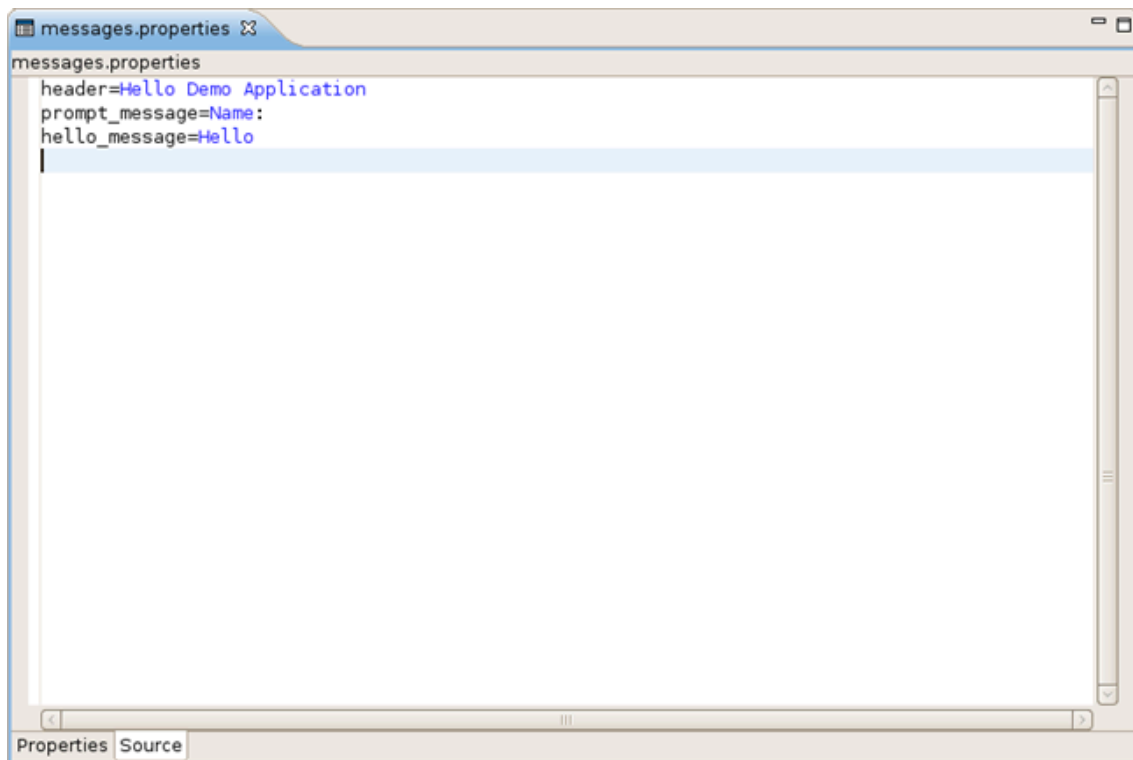 messages.properties
messages.properties
header=Hello Demo Application
prompt_message=Name:
hello_message=Hello
Properties Source